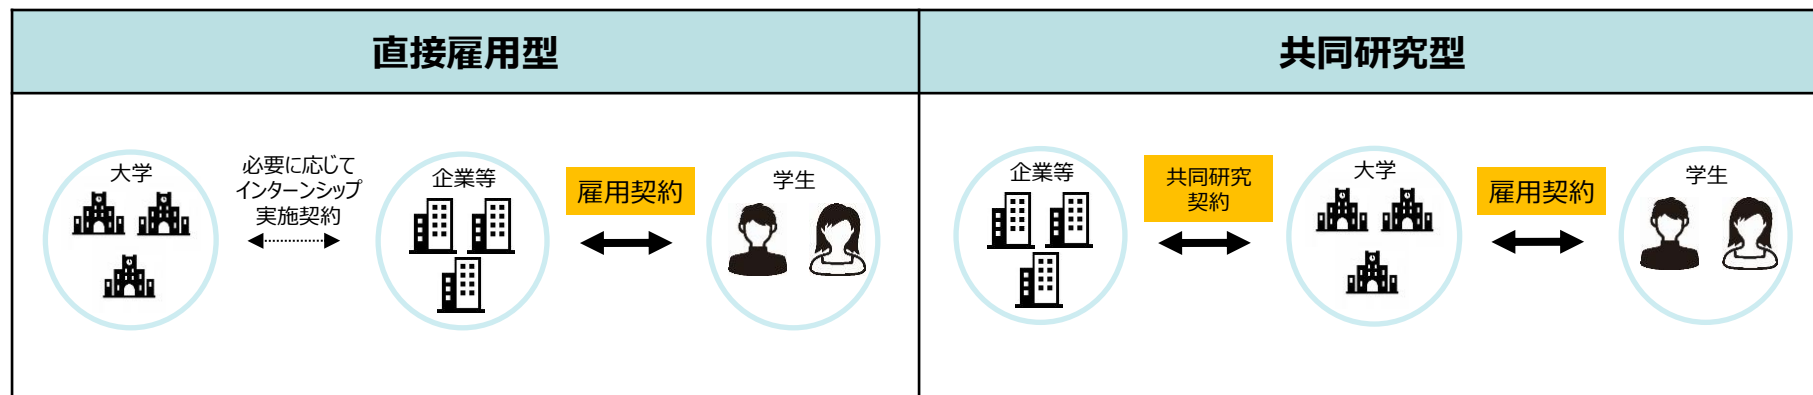 直接雇用型
大学
必要に応じて
インターンシップ
実施契約
企業等
雇用契約
学生
共同研究型
企業等
共同研究
契約
大学
雇用契約
学生